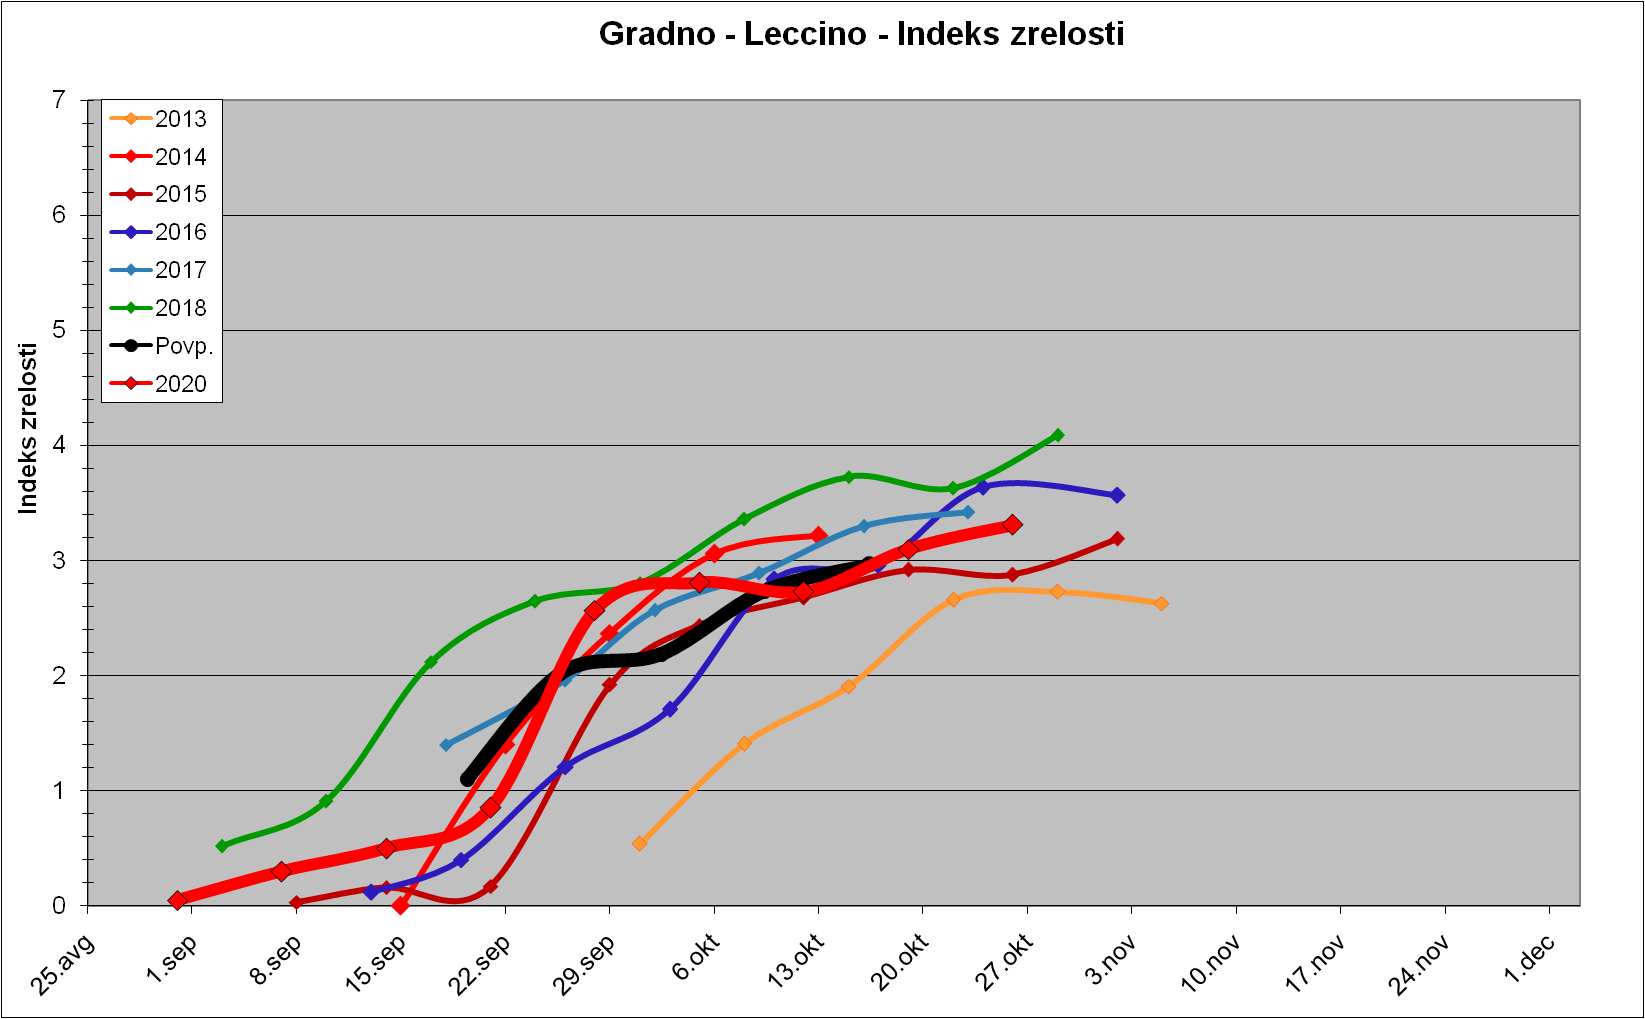 Gradno - Leccino - Indeks zrelosti
Indeks zrelosti
7
6
5
4
3
2
1
0
2013
2014
2015
2016
2017
2018
Povp.
2020
25.avg
1.sep
8.sep
15.sep
22.sep
29.sep
6.okt
13.okt
20.okt
27.okt
3.nov
10.nov
17.nov
24.nov
1.dec